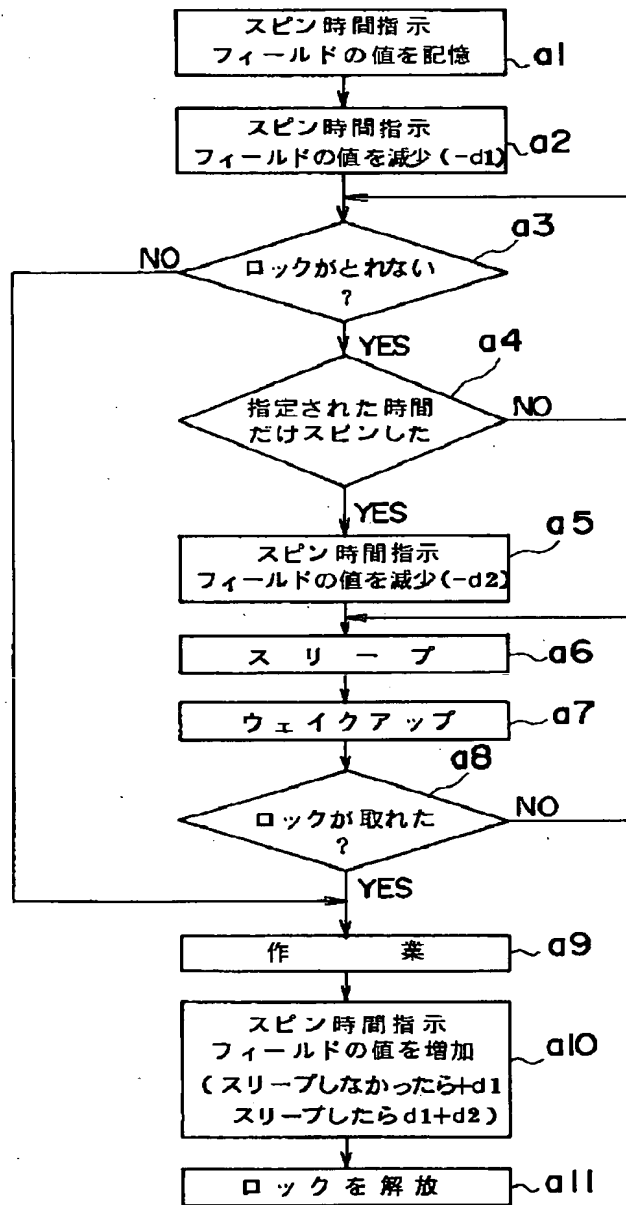 スピン時間指示
フィールドの値を記憶
a1
スピン時間指示
フィールドの値を減少(-d1)
a2
a3
NO
ロックがとれない
?
YES
a4
指定された時間
だけスピンした
NO
YES
a5
スピン時間指示
フィールドの値を減少(-d2)
スリープ
a6
ウェイクアップ
a7
a8
ロックが取れた
?
NO
YES
作業
a9
スピン時間指示
フィールドの値を増加
(スリープしなかったら+d1
スリープしたらd1+d2)
a10
ロックを解放
a11